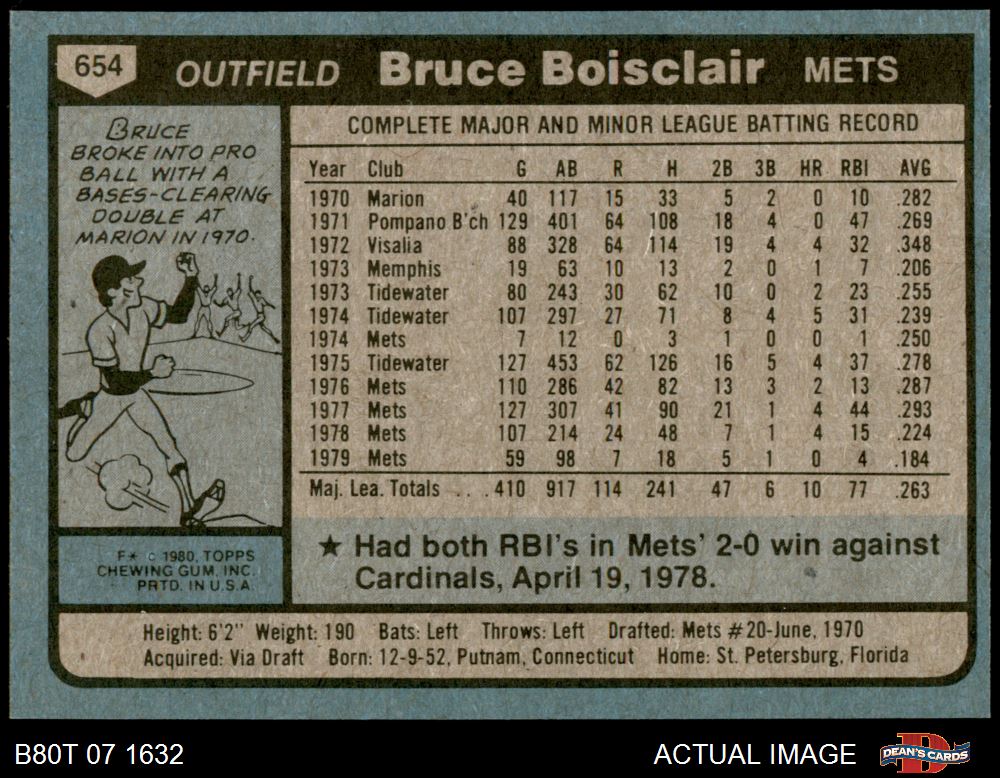 654 OUTFIELD Bruce Boisclair METS
BRUCE
BROKE INTO PRO
BALL WITH A
BASES-CLEARING
DOUBLE AT
MARION IN 1970.
COMPLETE MAJOR AND MINOR LEAGUE BATTING RECORD
Year Club G AB R H 2B 3B HR RBI AVG
1970 Marion 40 117 15 33 5 2 0 10 .282
1971 Pompano B'ch 129 401 64 108 18 4 0 47 .269
1972 Visalia 88 328 64 114 19 4 4 32 .348
1973 Memphis 19 63 10 13 2 0 1 7 .206
1973 Tidewater 80 243 30 62 10 0 2 23 .255
1974 Tidewater 107 297 27 71 8 4 5 31 .239
1974 Mets 7 12 0 3 1 0 0 1 .250
1975 Tidewater 127 453 62 126 16 5 4 37 .278
1976 Mets 110 286 42 82 13 3 2 13 .287
1977 Mets 127 307 41 90 21 1 4 44 .293
1978 Mets 107 214 24 48 7 1 4 15 .224
1979 Mets 59 98 7 18 5 1 0 4 .184
Maj. Lea. Totals . . . 410 917 114 241 47 6 10 77 .263
F* © 1980, TOPPS
CHEWING GUM, INC.
PRTD. IN U.S.A.
★ Had both RBI's in Mets' 2-0 win against
Cardinals, April 19, 1978.
Height: 6'2" Weight: 190 Bats: Left Throws: Left Drafted: Mets #20-June, 1970
Acquired: Via Draft Born: 12-9-52, Putnam, Connecticut Home: St. Petersburg, Florida
B80T 07 1632 ACTUAL IMAGE DEAN'S CARDS